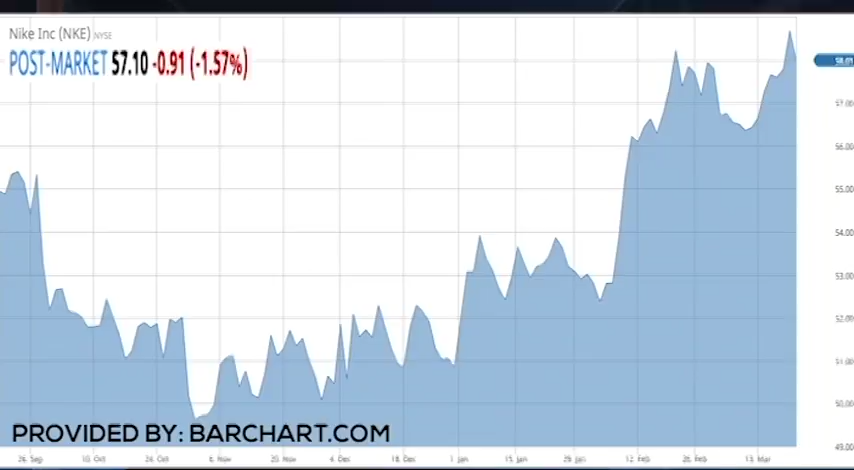 Nike Inc (NKE) NYSE
POST-MARKET 57.10 -0.91 (-1.57%)
58.01
57.00
56.00
55.00
54.00
53.00
52.00
51.00
50.00
49.00
PROVIDED BY: BARCHART.COM
26. Sep 10. Oct 24. Oct 6. Nov 20. Nov 4. Dec 18. Dec 1. Jan 15. Jan 29. Jan 12. Feb 26. Feb 13. Mar